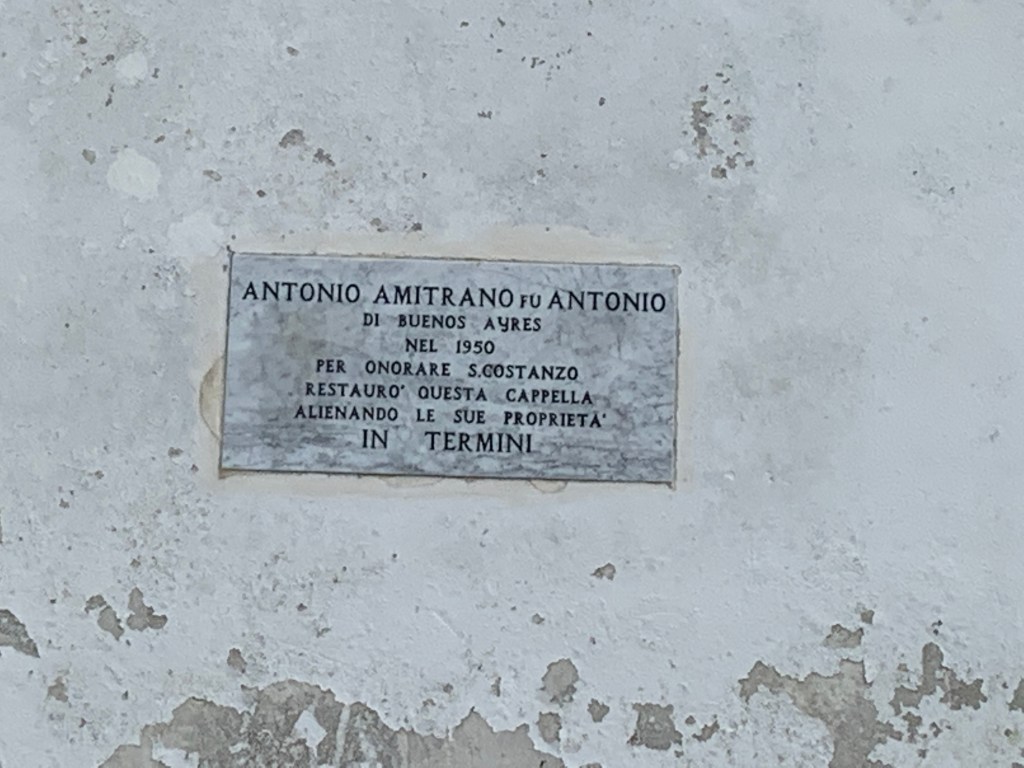 ANTONIO AMITRANO FU ANTONIO
DI BUENOS AYRES
NEL 1950
PER ONORARE S.COSTANZO
RESTAURO' QUESTA CAPPELLA
ALIENANDO LE SUE PROPRIETA'
IN TERMINI